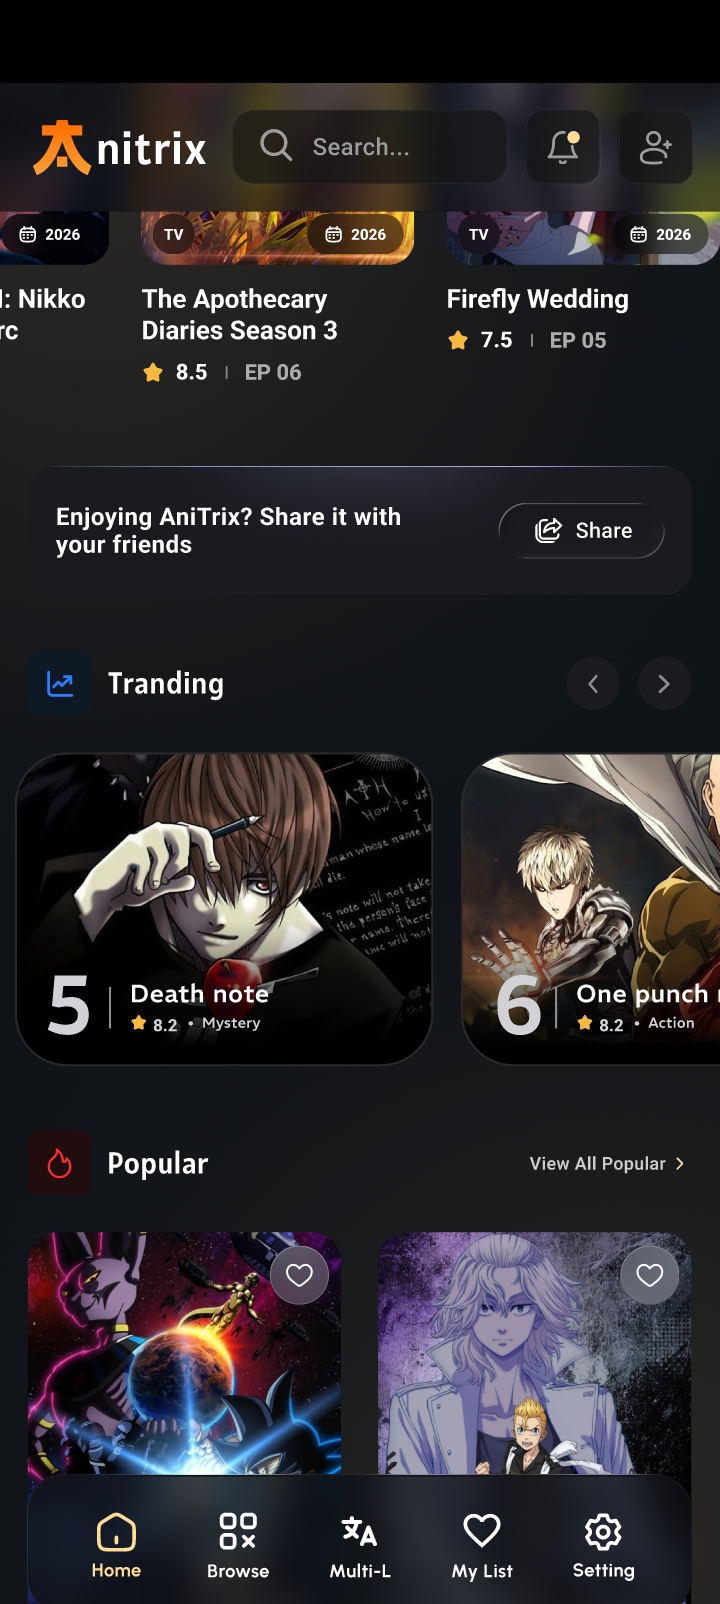 nitrix
Search...
2026
TV
2026
TV
2026
: Nikko
rc
The Apothecary
Diaries Season 3
8.5
EP 06
Firefly Wedding
7.5
EP 05
Enjoying AniTrix? Share it with
your friends
Share
Tranding
5
Death note
8.2 • Mystery
6
One punch
8.2 • Action
Popular
View All Popular
Home
Browse
Multi-L
My List
Setting